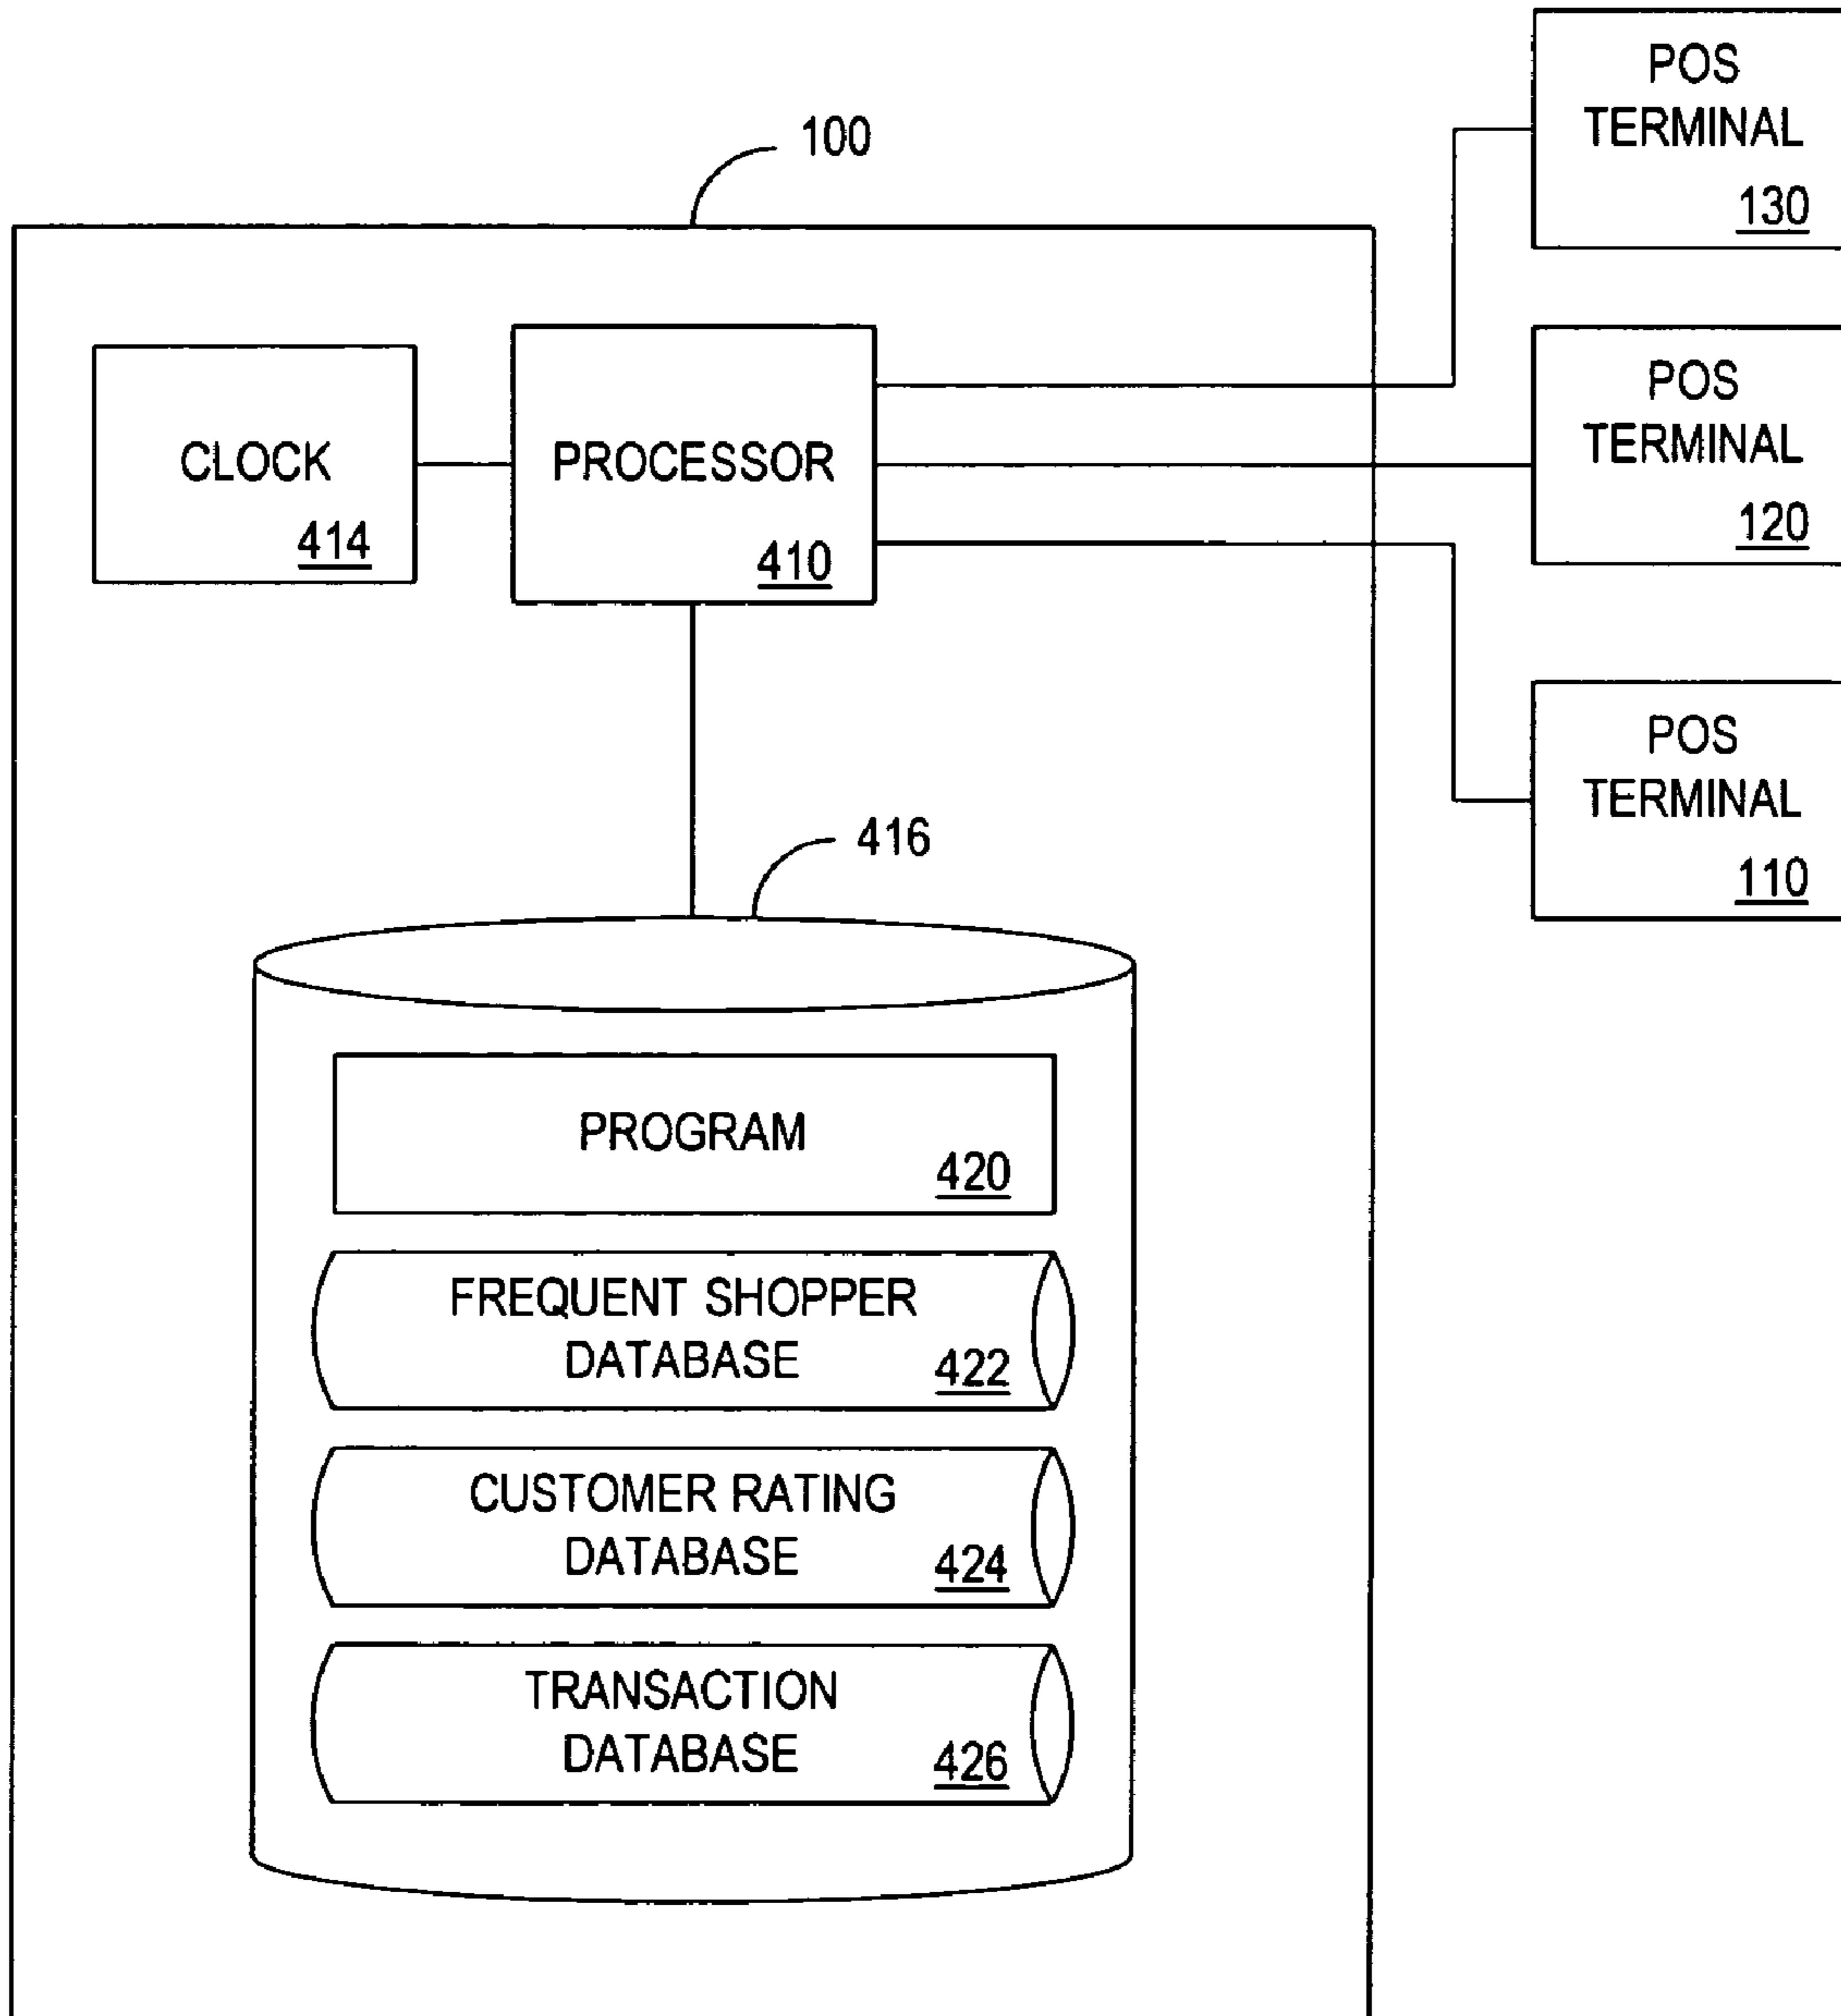 POS
TERMINAL
130
100
CLOCK
414
PROCESSOR
410
POS
TERMINAL
120
POS
TERMINAL
110
416
PROGRAM
420
FREQUENT SHOPPER
DATABASE
422
CUSTOMER RATING
DATABASE
424
TRANSACTION
DATABASE
426